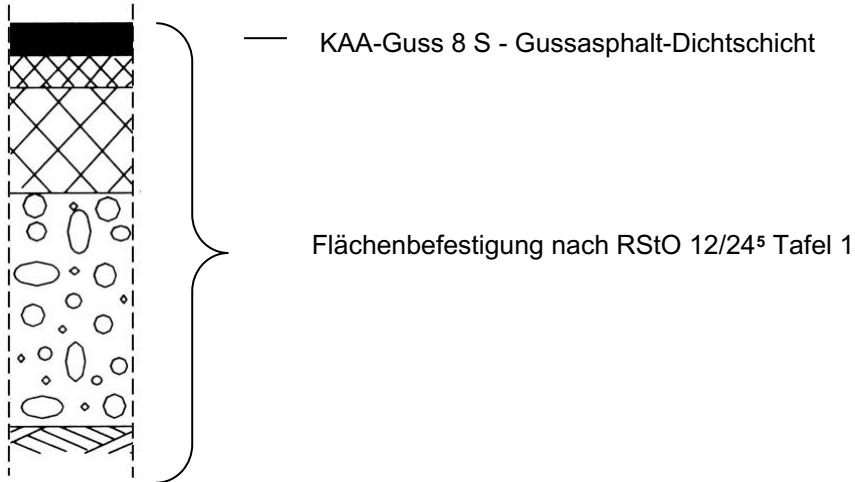 KAA-Guss 8 S - Gussasphalt-Dichtschicht
Flächenbefestigung nach RStO 12/24⁵ Tafel 1